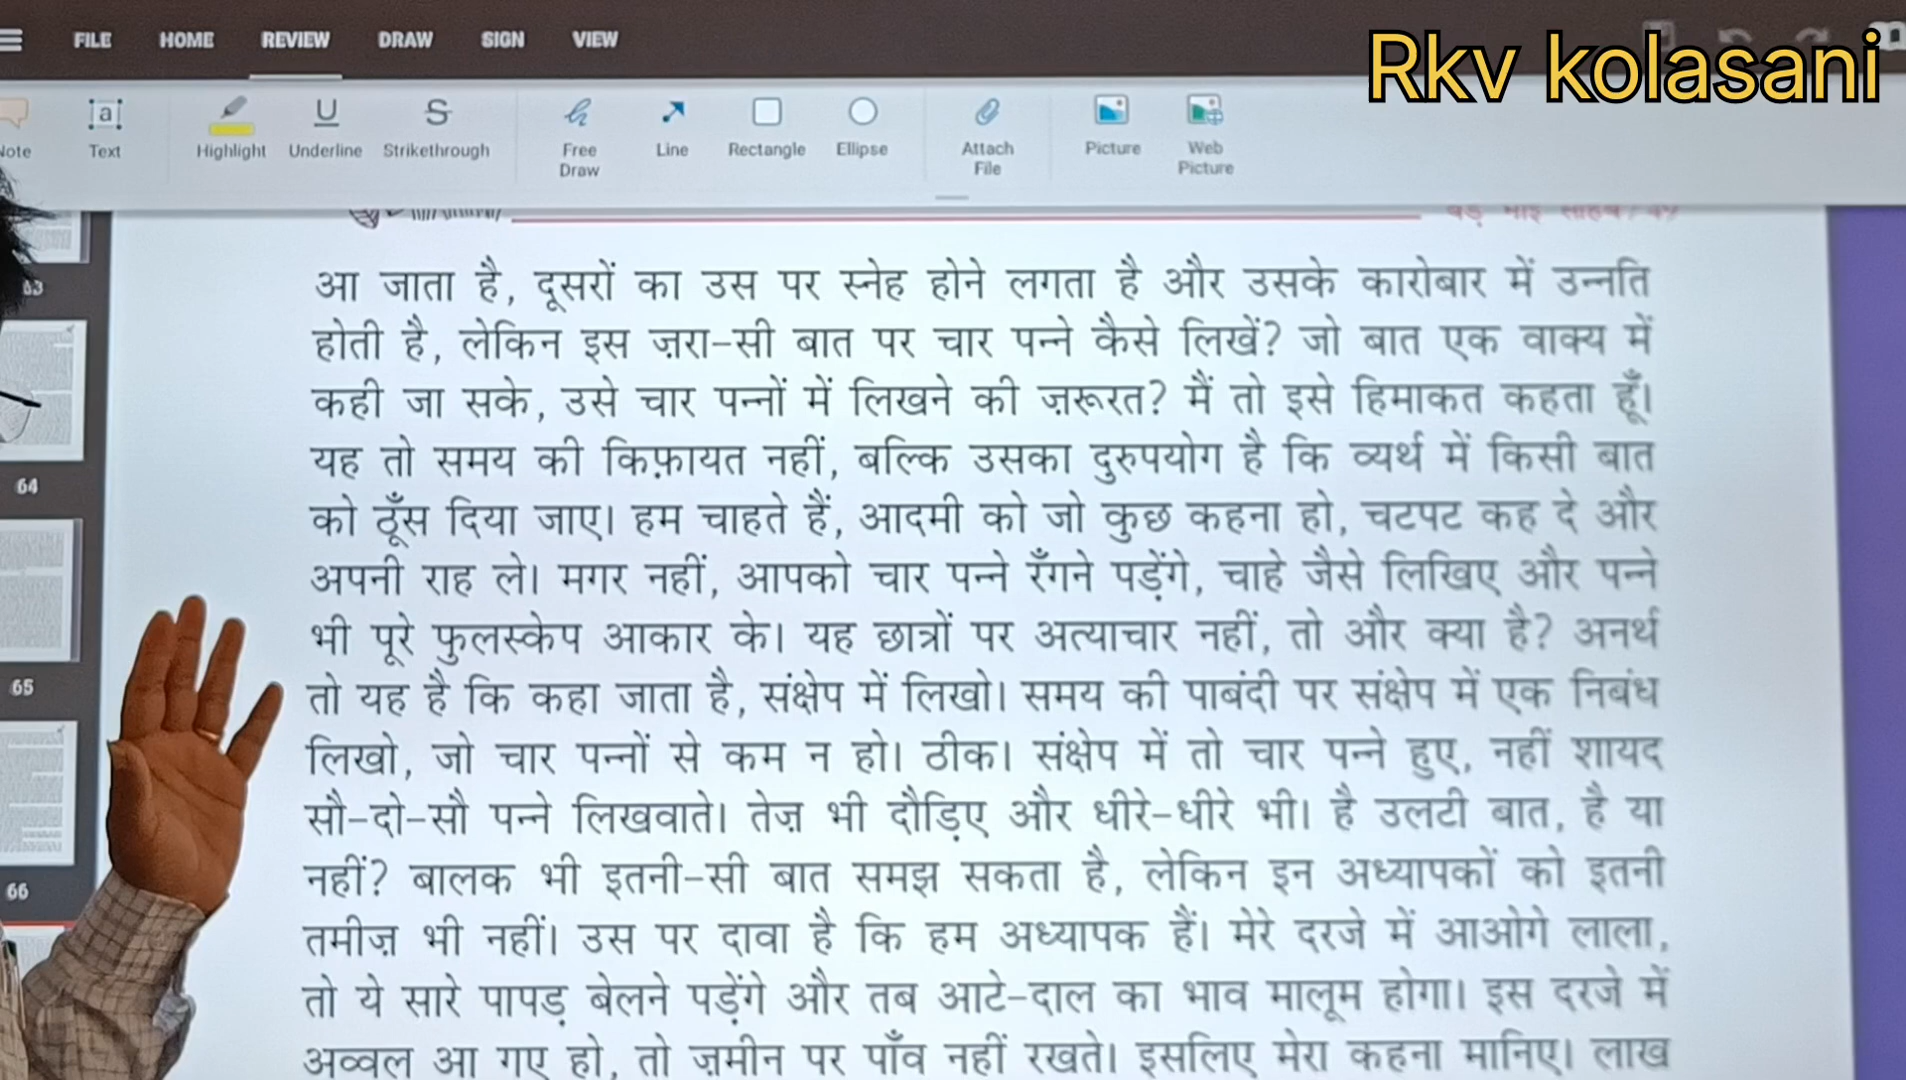 FILE HOME REVIEW DRAW SIGN VIEW
Rkv kolasani
Text Highlight Underline Strikethrough Free Draw Line Rectangle Ellipse Attach File Picture Web Picture
आ जाता है, दूसरों का उस पर स्नेह होने लगता है और उसके कारोबार में उन्नति
होती है, लेकिन इस ज़रा-सी बात पर चार पन्ने कैसे लिखें? जो बात एक वाक्य में
कही जा सके, उसे चार पन्नों में लिखने की ज़रूरत? मैं तो इसे हिमाकत कहता हूँ।
यह तो समय की किफ़ायत नहीं, बल्कि उसका दुरुपयोग है कि व्यर्थ में किसी बात
को ठूँस दिया जाए। हम चाहते हैं, आदमी को जो कुछ कहना हो, चटपट कह दे और
अपनी राह ले। मगर नहीं, आपको चार पन्ने रँगने पड़ेंगे, चाहे जैसे लिखिए और पन्ने
भी पूरे फुलस्केप आकार के। यह छात्रों पर अत्याचार नहीं, तो और क्या है? अनर्थ
तो यह है कि कहा जाता है, संक्षेप में लिखो। समय की पाबंदी पर संक्षेप में एक निबंध
लिखो, जो चार पन्नों से कम न हो। ठीक। संक्षेप में तो चार पन्ने हुए, नहीं शायद
सौ-दो-सौ पन्ने लिखवाते। तेज़ भी दौड़िए और धीरे-धीरे भी। है उलटी बात, है या
नहीं? बालक भी इतनी-सी बात समझ सकता है, लेकिन इन अध्यापकों को इतनी
तमीज़ भी नहीं। उस पर दावा है कि हम अध्यापक हैं। मेरे दरजे में आओगे लाला,
तो ये सारे पापड़ बेलने पड़ेंगे और तब आटे-दाल का भाव मालूम होगा। इस दरजे में
अव्वल आ गए हो, तो ज़मीन पर पाँव नहीं रखते। इसलिए मेरा कहना मानिए। लाख
64
65
66